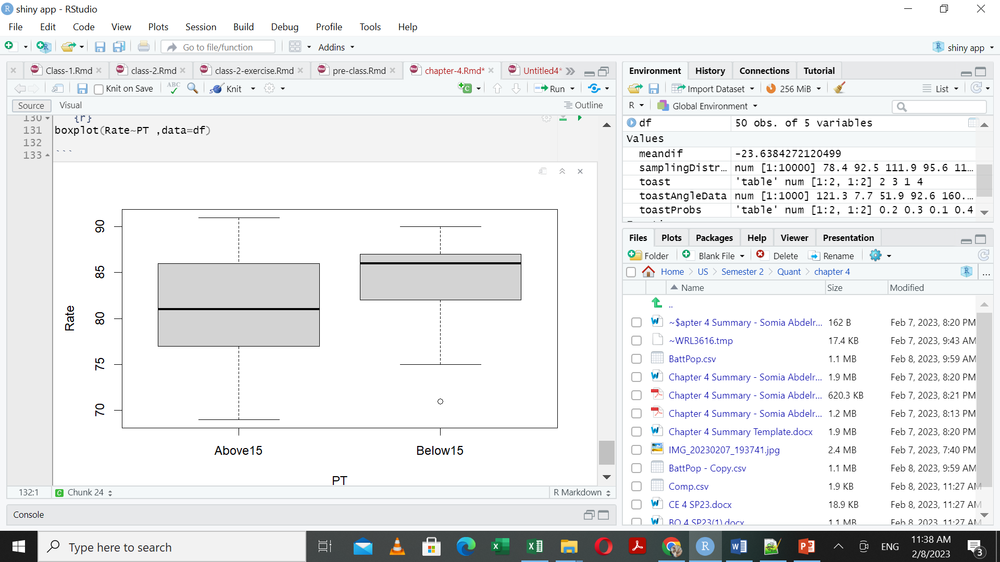 shiny app - RStudio
File Edit Code View Plots Session Build Debug Profile Tools Help
Go to file/function Addins shiny app
Class-1.Rmd class-2.Rmd class-2-exercise.Rmd pre-class.Rmd chapter-4.Rmd* Untitled4*
Knit on Save ABC Knit Run
Source Visual Outline
130 {r}
131 boxplot(Rate~PT ,data=df)
132
133 ```
90
85
80
75
70
Rate
Above15 Below15
PT
132:1 Chunk 24 R Markdown
Console
Environment History Connections Tutorial
Import Dataset 256 MiB List
R Global Environment
df 50 obs. of 5 variables
Values
meandif -23.6384272120499
samplingDistr… num [1:10000] 78.4 92.5 111.9 95.6 11…
toast 'table' num [1:2, 1:2] 2 3 1 4
toastAngleData num [1:1000] 121.3 7.7 51.9 92.6 160.…
toastProbs 'table' num [1:2, 1:2] 0.2 0.3 0.1 0.4
Files Plots Packages Help Viewer Presentation
Folder Blank File Delete Rename
Home US Semester 2 Quant chapter 4 ...
Name Size Modified
..
~$apter 4 Summary - Somia Abdelr... 162 B Feb 7, 2023, 8:20 PM
~WRL3616.tmp 17.4 KB Feb 7, 2023, 9:43 AM
BattPop.csv 1.1 MB Feb 8, 2023, 9:59 AM
Chapter 4 Summary - Somia Abdelr... 1.9 MB Feb 7, 2023, 8:20 PM
Chapter 4 Summary - Somia Abdelr... 620.3 KB Feb 7, 2023, 8:21 PM
Chapter 4 Summary - Somia Abdelr... 1.2 MB Feb 7, 2023, 8:13 PM
Chapter 4 Summary Template.docx 1.9 MB Feb 7, 2023, 8:20 PM
IMG_20230207_193741.jpg 2.4 MB Feb 7, 2023, 7:40 PM
BattPop - Copy.csv 1.1 MB Feb 8, 2023, 9:59 AM
Comp.csv 1.9 KB Feb 8, 2023, 11:27 AM
CE 4 SP23.docx 18.9 KB Feb 8, 2023, 11:27 AM
BO 4 SP23(1).docx 1.1 MB Feb 8, 2023, 11:27 AM
Type here to search
ENG
11:38 AM
2/8/2023
3